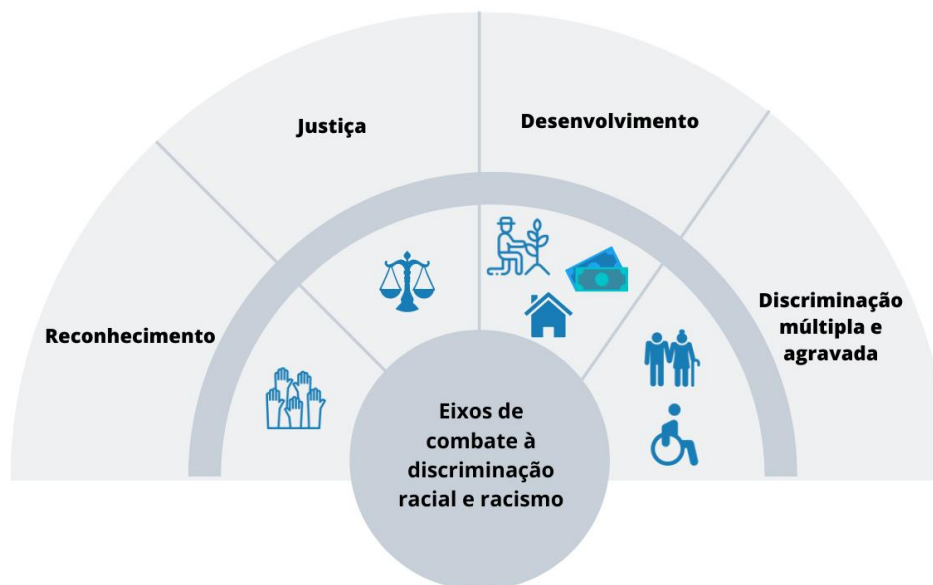 Reconhecimento
Justiça
Desenvolvimento
Discriminação
múltipla e
agravada
Eixos de
combate à
discriminação
racial e racismo